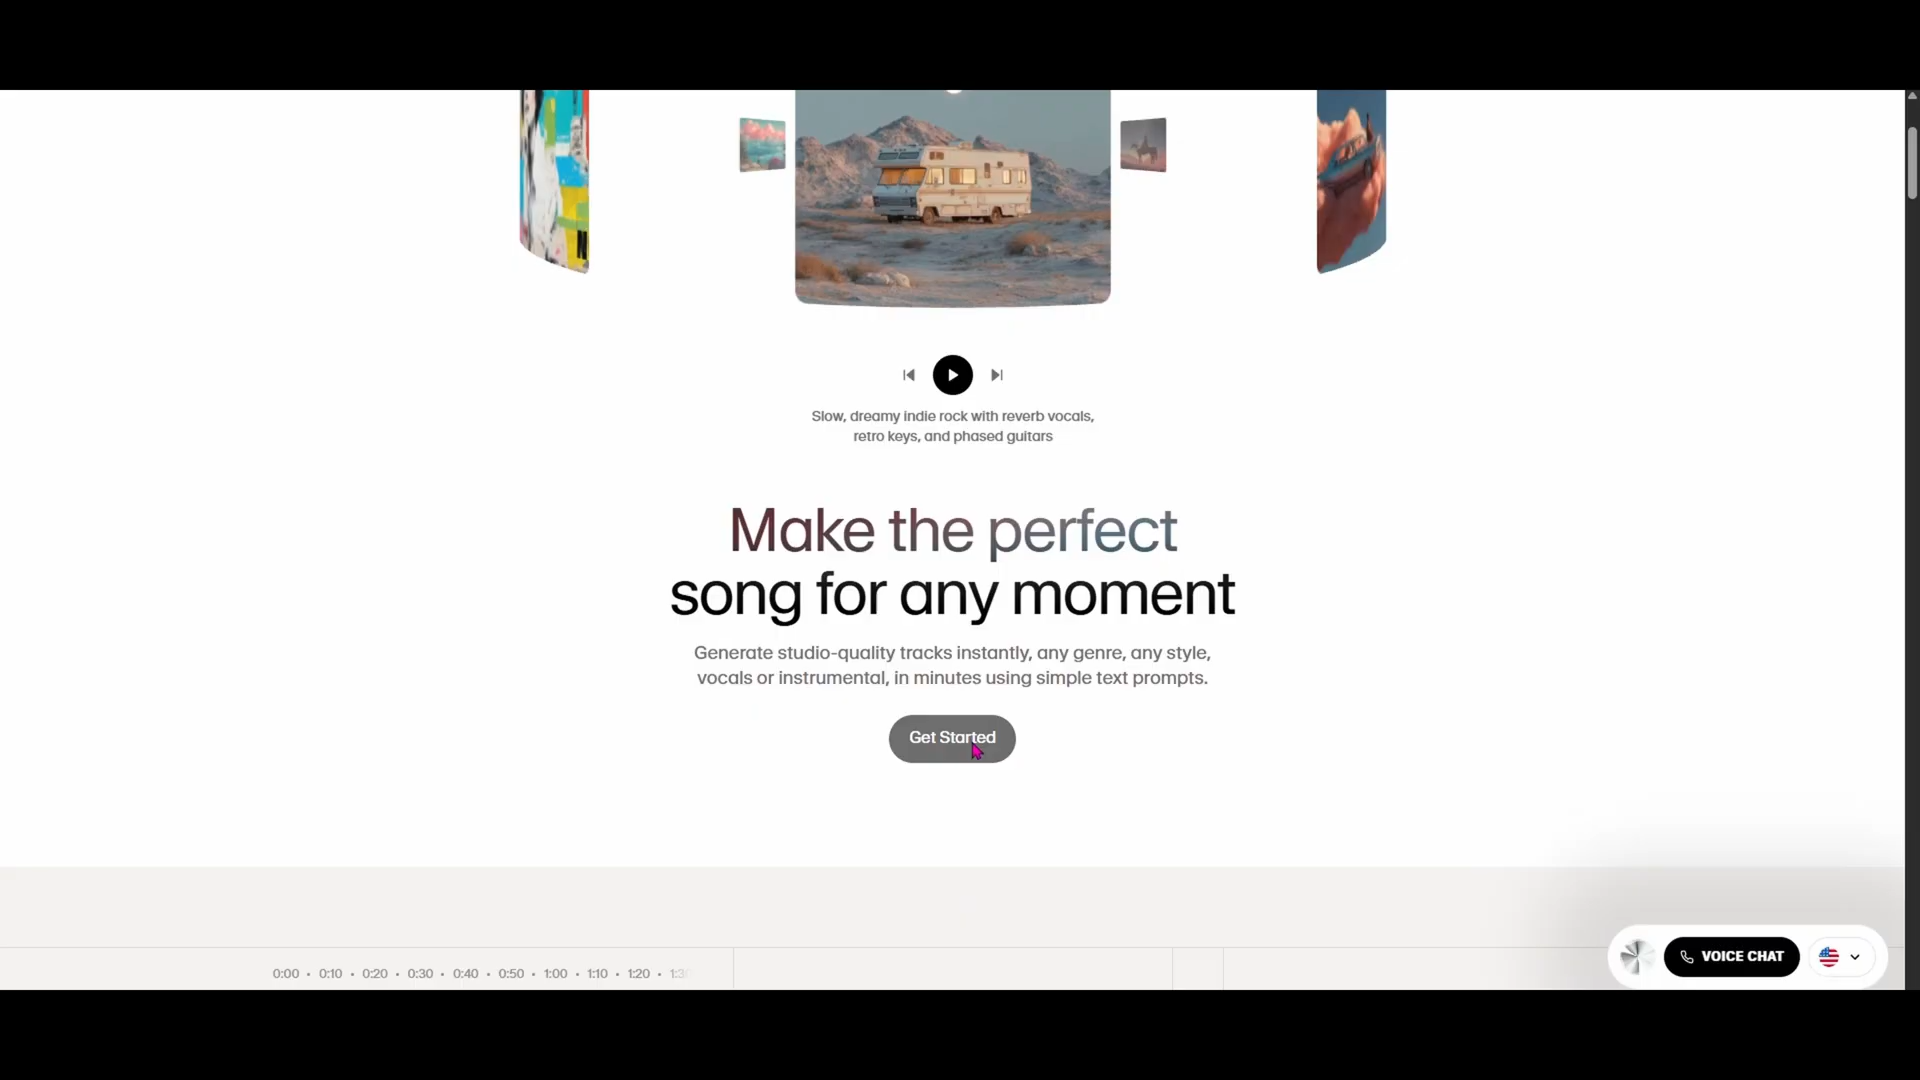 Slow, dreamy indie rock with reverb vocals,
retro keys, and phased guitars
Make the perfect
song for any moment
Generate studio-quality tracks instantly, any genre, any style,
vocals or instrumental, in minutes using simple text prompts.
Get Started
0:00 • 0:10 • 0:20 • 0:30 • 0:40 • 0:50 • 1:00 • 1:10 • 1:20 •
VOICE CHAT